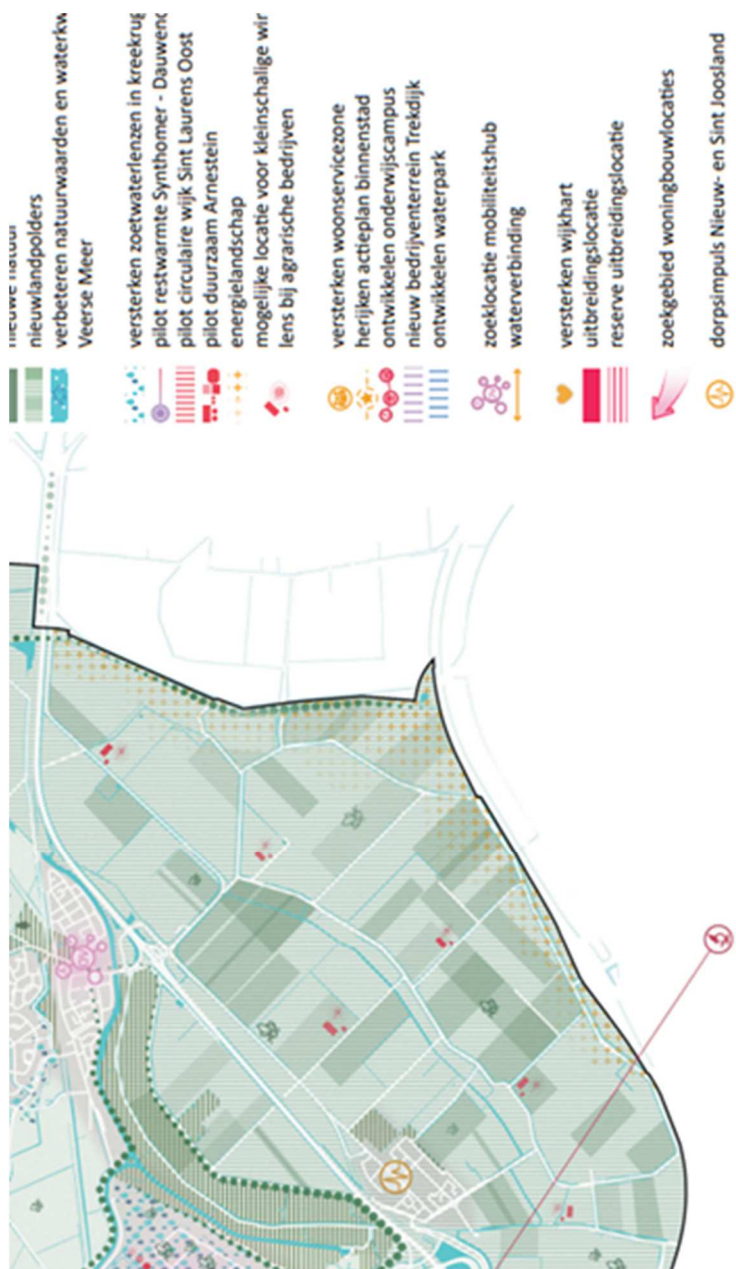 nieuwe natuur
nieuwlandpolders
verbeteren natuurwaarden en waterkw
Veerse Meer
versterken zoetwaterlenzen in kreekrug
pilot restwarmte Synthomer - Dauwend
pilot circulaire wijk Sint Laurens Oost
pilot duurzaam Arnestein
energielandschap
mogelijke locatie voor kleinschalige wir
lens bij agrarische bedrijven
versterken woonservicezone
herijken actieplan binnenstad
ontwikkelen onderwijscampus
nieuw bedrijventerrein Trekdijk
ontwikkelen waterpark
zoeklocatie mobiliteitshub
waterverbinding
versterken wijkhart
uitbreidingslocatie
reserve uitbreidingslocatie
zoekgebied woningbouwlocaties
dorpsimpuls Nieuw- en Sint Joosland